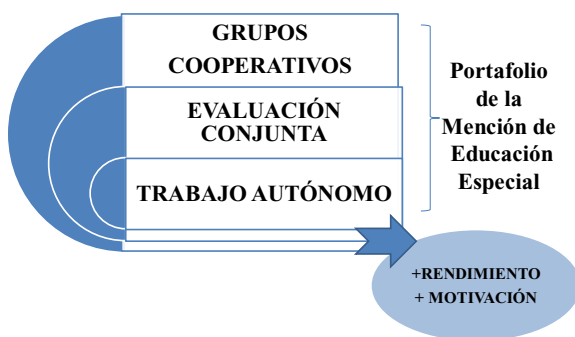 GRUPOS
COOPERATIVOS
EVALUACIÓN
CONJUNTA
TRABAJO AUTÓNOMO
Portafolio
de la
Mención de
Educación
Especial
+RENDIMIENTO
+ MOTIVACIÓN